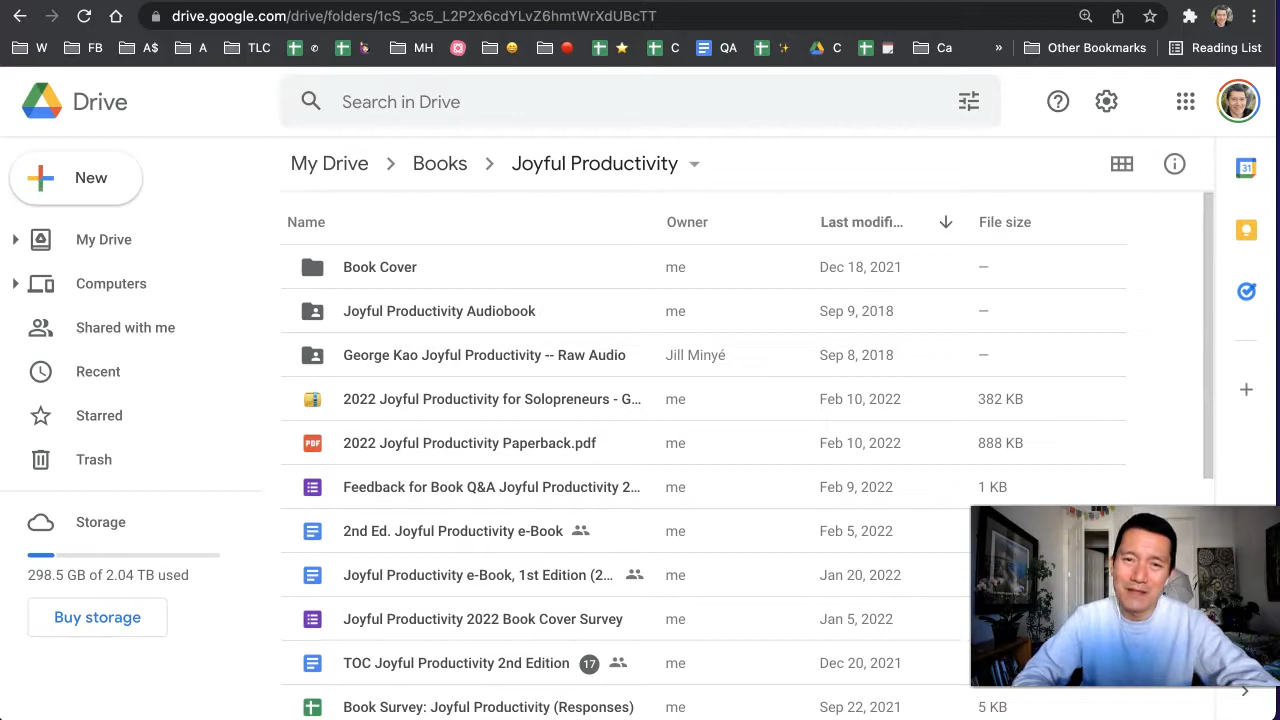 drive.google.com/drive/folders/1cS_3c5_L2P2x6cdYLvZ6hmtWrXdUBcTT
W FB A$ A TLC MH C QA C Ca » Other Bookmarks Reading List
Drive
Search in Drive
New
My Drive > Books > Joyful Productivity
31
Name Owner Last modifi... File size
My Drive
Computers
Shared with me
Recent
Starred
Trash
Storage
298.5 GB of 2.04 TB used
Buy storage
Book Cover me Dec 18, 2021 —
Joyful Productivity Audiobook me Sep 9, 2018 —
George Kao Joyful Productivity -- Raw Audio Jill Minyé Sep 8, 2018 —
2022 Joyful Productivity for Solopreneurs - G... me Feb 10, 2022 382 KB
PDF 2022 Joyful Productivity Paperback.pdf me Feb 10, 2022 888 KB
Feedback for Book Q&A Joyful Productivity 2... me Feb 9, 2022 1 KB
2nd Ed. Joyful Productivity e-Book me Feb 5, 2022
Joyful Productivity e-Book, 1st Edition (2... me Jan 20, 2022
Joyful Productivity 2022 Book Cover Survey me Jan 5, 2022
TOC Joyful Productivity 2nd Edition 17 me Dec 20, 2021
Book Survey: Joyful Productivity (Responses) me Sep 22, 2021 5 KB